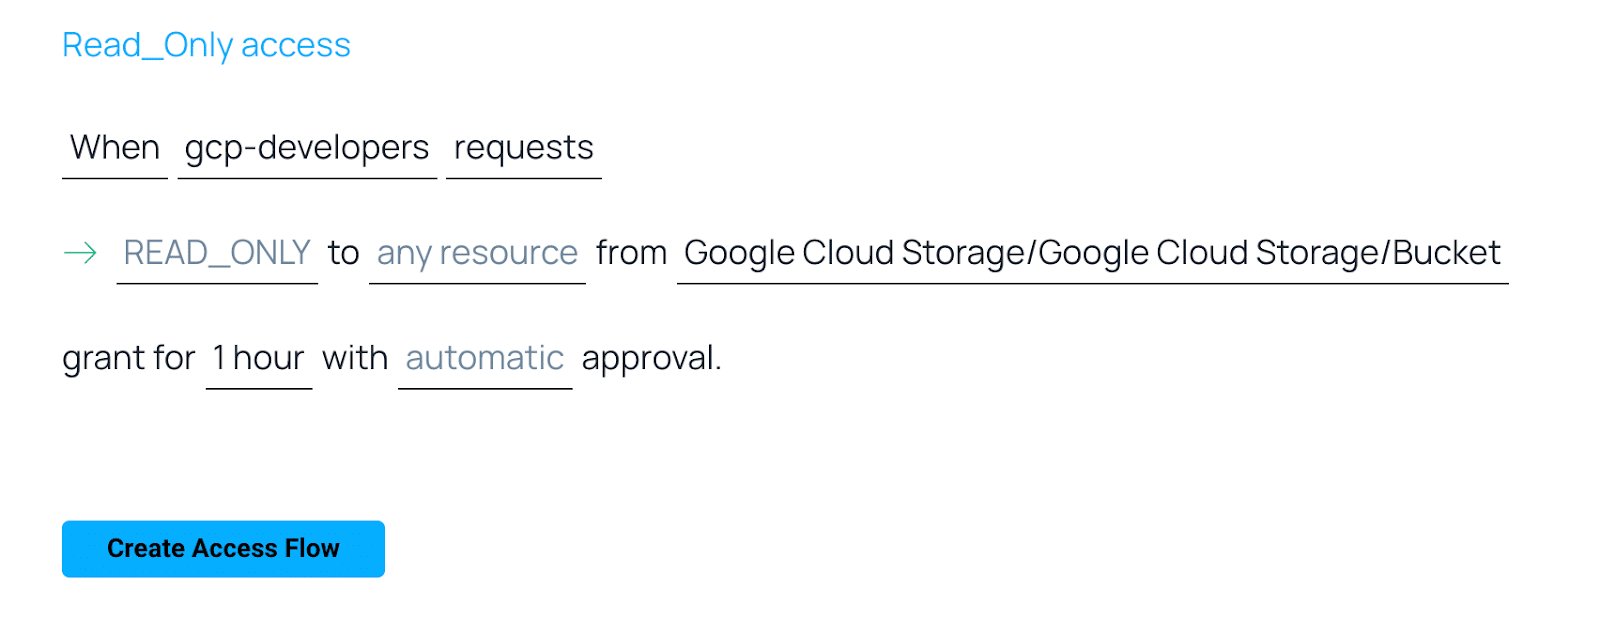 Read_Only access
When gcp-developers requests
→ READ_ONLY to any resource from Google Cloud Storage/Google Cloud Storage/Bucket
grant for 1 hour with automatic approval.
Create Access Flow